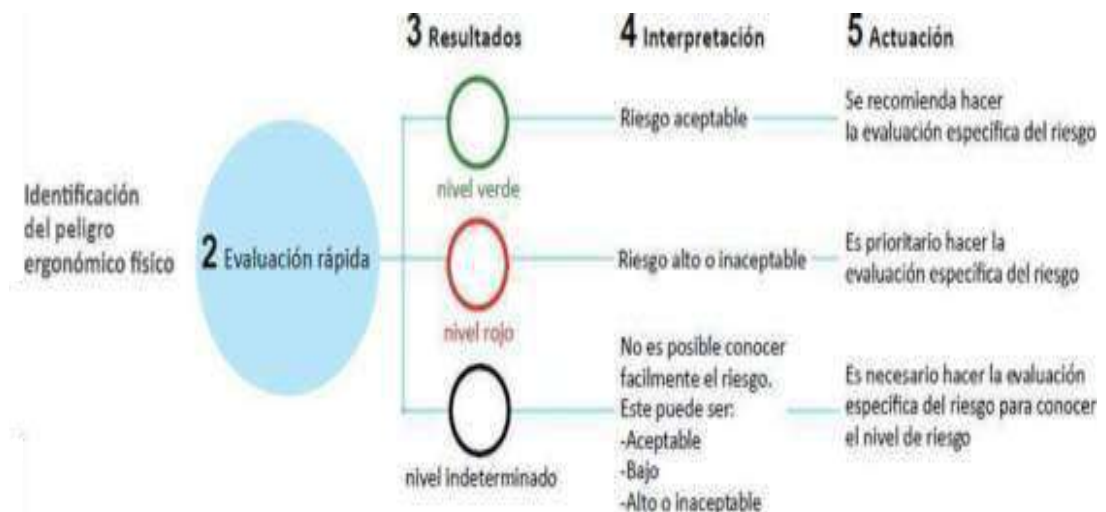 3 Resultados
4 Interpretación
5 Actuación
Identificación
del peligro
ergonómico físico
2 Evaluación rápida
nivel verde
Riesgo aceptable
Se recomienda hacer
la evaluación específica del riesgo
nivel rojo
Riesgo alto o inaceptable
Es prioritario hacer la
evaluación específica del riesgo
nivel indeterminado
No es posible conocer
facilmente el riesgo.
Este puede ser:
-Aceptable
-Bajo
-Alto o inaceptable
Es necesario hacer la evaluación
específica del riesgo para conocer
el nivel de riesgo